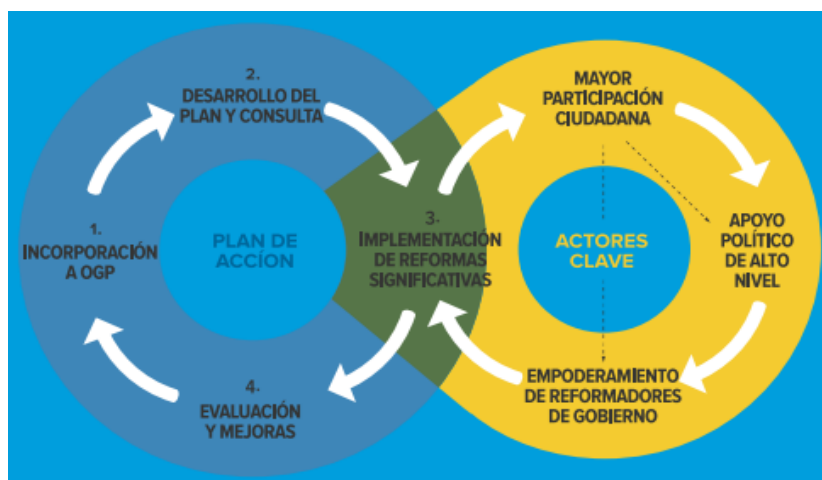 2.
DESARROLLO DEL
PLAN Y CONSULTA
1.
INCORPORACIÓN
A OGP
PLAN DE
ACCÍON
3.
IMPLEMENTACIÓN
DE REFORMAS
SIGNIFICATIVAS
4.
EVALUACIÓN
Y MEJORAS
MAYOR
PARTICIPACIÓN
CIUDADANA
ACTORES
CLAVE
APOYO
POLÍTICO
DE ALTO
NIVEL
EMPODERAMIENTO
DE REFORMADORES
DE GOBIERNO